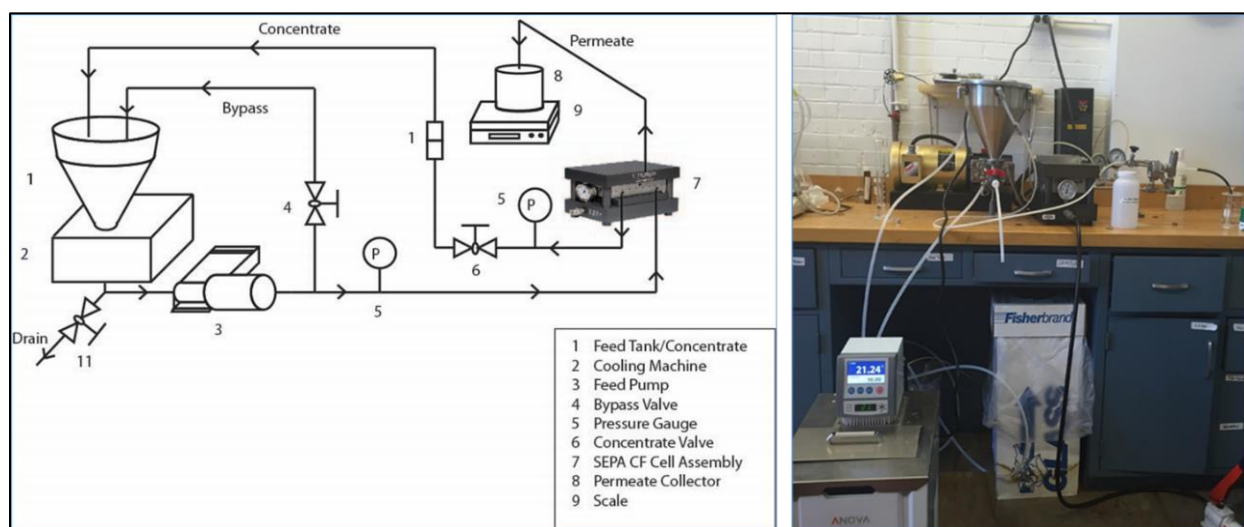 Concentrate
Permeate
Bypass
8
9
1
1
7
5
P
4
2
6
P
3
5
Drain
11
1 Feed Tank/Concentrate
2 Cooling Machine
3 Feed Pump
4 Bypass Valve
5 Pressure Gauge
6 Concentrate Valve
7 SEPA CF Cell Assembly
8 Permeate Collector
9 Scale
Fisherbrand
21.24
GLASS
ANOVA